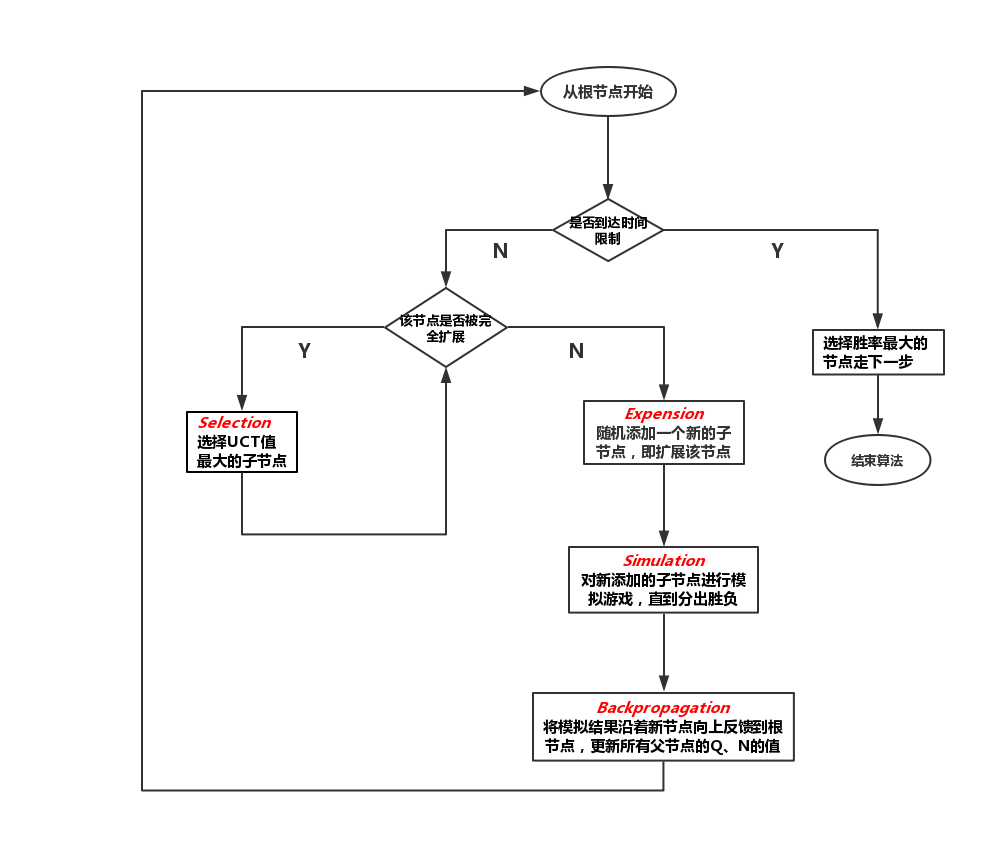 从根节点开始
是否到达时间
限制
N
Y
该节点是否被完
全扩展
Y
N
选择胜率最大的
节点走下一步
Selection
选择UCT值
最大的子节点
Expension
随机添加一个新的子
节点，即扩展该节点
结束算法
Simulation
对新添加的子节点进行模
拟游戏，直到分出胜负
Backpropagation
将模拟结果沿着新节点向上反馈到根
节点，更新所有父节点的Q、N的值